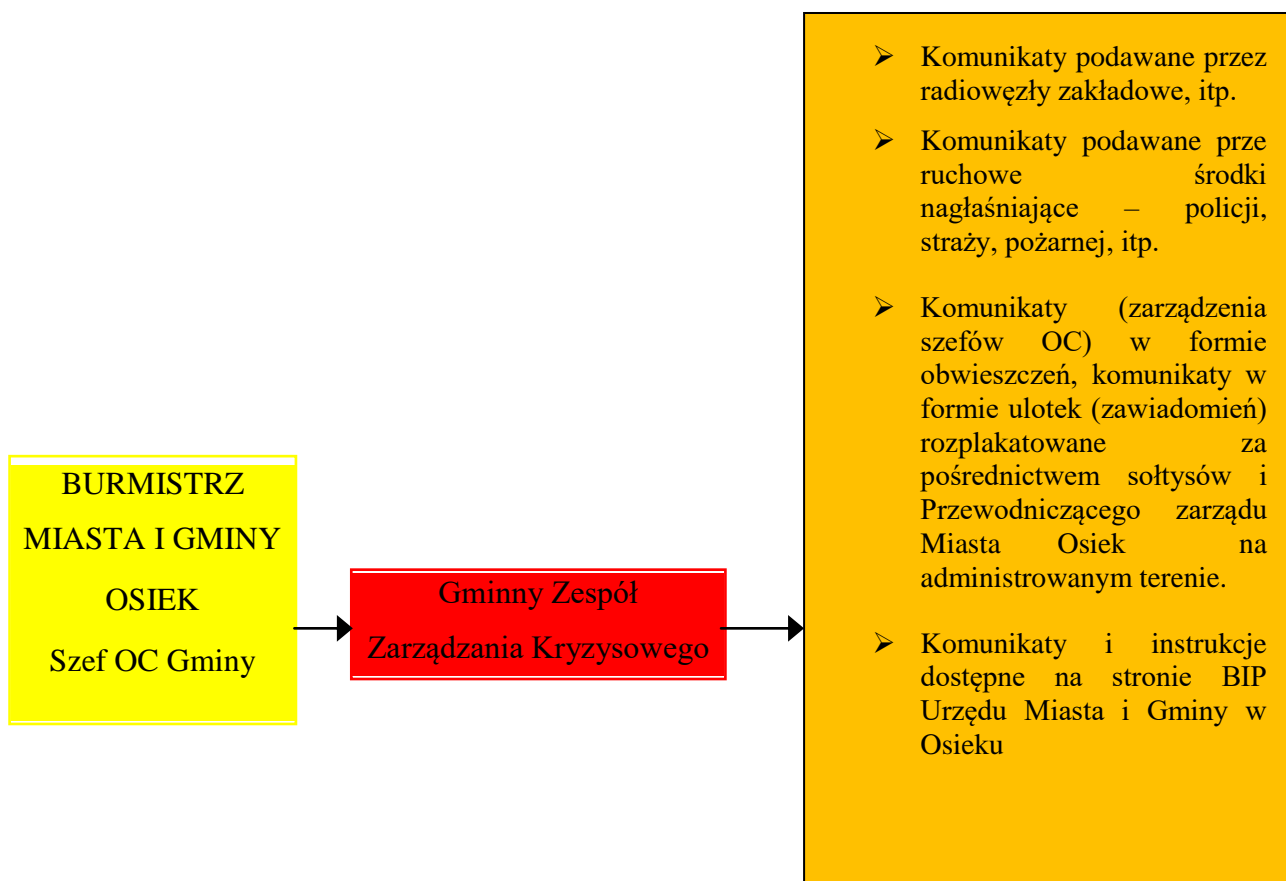 BURMISTRZ
MIASTA I GMINY
OSIEK
Szef OC Gminy
Gminny Zespół
Zarządzania Kryzysowego
➢ Komunikaty podawane przez
radiowęzły zakładowe, itp.
➢ Komunikaty podawane prze
ruchowe środki
nagłaśniające – policji,
straży, pożarnej, itp.
➢ Komunikaty (zarządzenia
szefów OC) w formie
obwieszczeń, komunikaty w
formie ulotek (zawiadomień)
rozplakatowane za
pośrednictwem sołtysów i
Przewodniczącego zarządu
Miasta Osiek na
administrowanym terenie.
➢ Komunikaty i instrukcje
dostępne na stronie BIP
Urzędu Miasta i Gminy w
Osieku